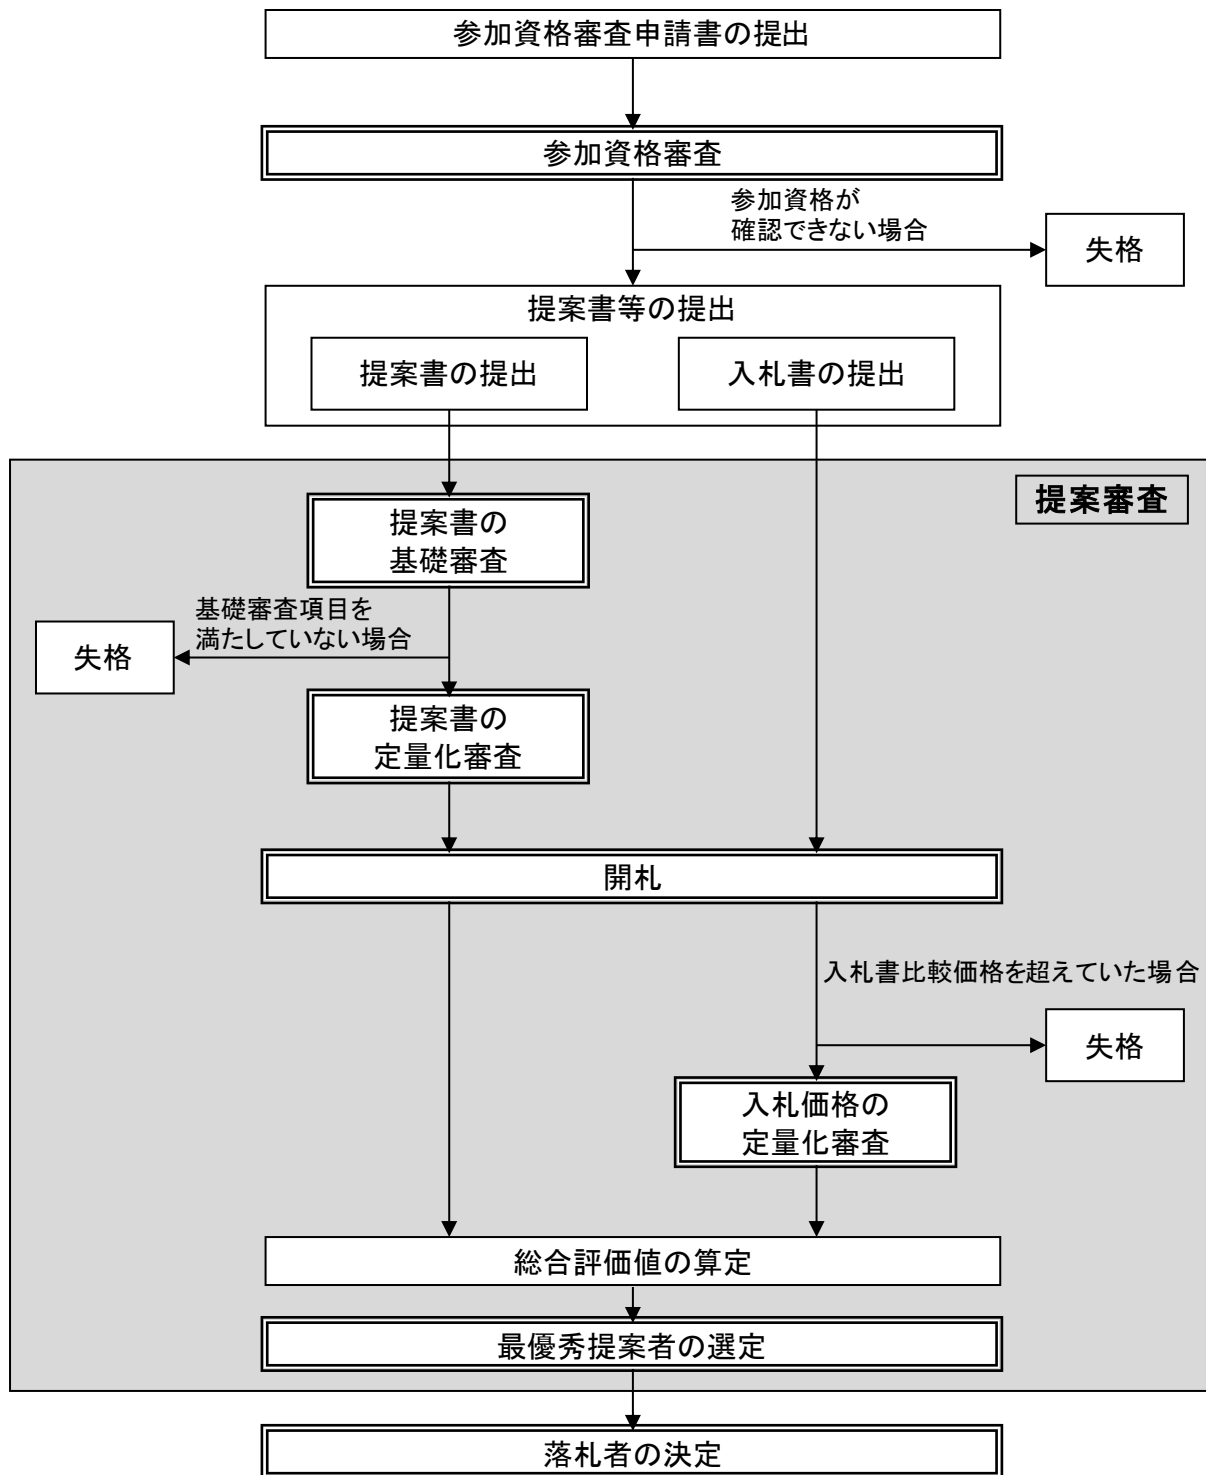 参加資格審査申請書の提出
参加資格審査
参加資格が
確認できない場合
失格
提案書等の提出
提案書の提出
入札書の提出
提案審査
提案書の
基礎審査
基礎審査項目を
満たしていない場合
失格
提案書の
定量化審査
開札
入札書比較価格を超えていた場合
失格
入札価格の
定量化審査
総合評価値の算定
最優秀提案者の選定
落札者の決定